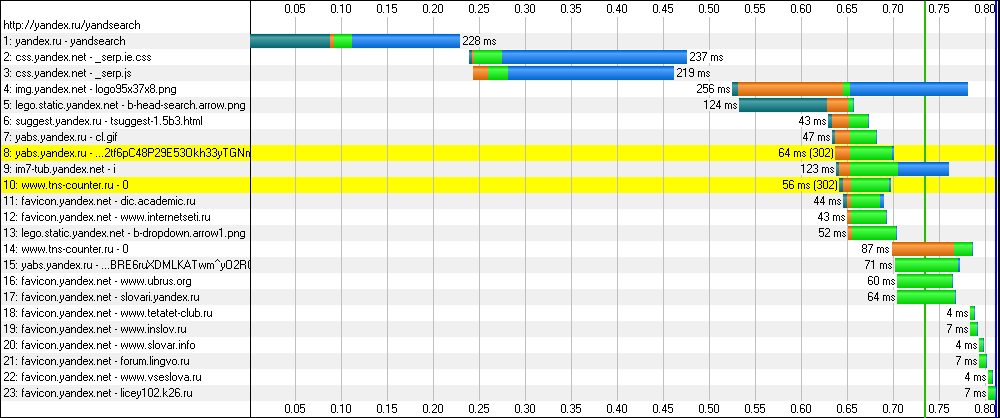 0.05 0.10 0.15 0.20 0.25 0.30 0.35 0.40 0.45 0.50 0.55 0.60 0.65 0.70 0.75 0.80
http://yandex.ru/yandsearch
1: yandex.ru - yandsearch 228 ms
2: css.yandex.net - _serp.ie.css 237 ms
3: css.yandex.net - _serp.js 219 ms
4: img.yandex.net - logo95x37x8.png 256 ms
5: lego.static.yandex.net - b-head-search.arrow.png 124 ms
6: suggest.yandex.ru - tsuggest-1.5b3.html 43 ms
7: yabs.yandex.ru - cl.gif 47 ms
8: yabs.yandex.ru - ...2tf6pC48P29E53Okh33yTGNn 64 ms (302)
9: im7-tub.yandex.net - i 123 ms
10: www.tns-counter.ru - 0 56 ms (302)
11: favicon.yandex.net - dic.academic.ru 44 ms
12: favicon.yandex.net - www.internetseti.ru 43 ms
13: lego.static.yandex.net - b-dropdown.arrow1.png 52 ms
14: www.tns-counter.ru - 0 87 ms
15: yabs.yandex.ru - ...BRE6ruXDMLKATwm^yO2R 71 ms
16: favicon.yandex.net - www.ubrus.org 60 ms
17: favicon.yandex.net - slovari.yandex.ru 64 ms
18: favicon.yandex.net - www.tetatet-club.ru 4 ms
19: favicon.yandex.net - www.inslov.ru 7 ms
20: favicon.yandex.net - www.slovar.info 4 ms
21: favicon.yandex.net - forum.lingvo.ru 7 ms
22: favicon.yandex.net - www.vseslova.ru 4 ms
23: favicon.yandex.net - licey102.k26.ru 7 ms
0.05 0.10 0.15 0.20 0.25 0.30 0.35 0.40 0.45 0.50 0.55 0.60 0.65 0.70 0.75 0.80